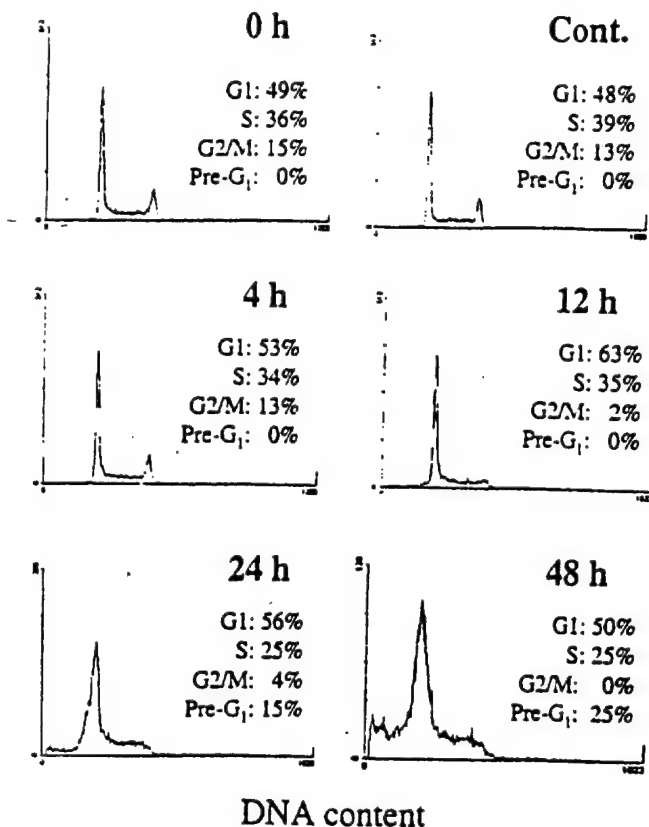 0 h
G1: 49%
S: 36%
G2/M: 15%
Pre-G₁: 0%
Cont.
G1: 48%
S: 39%
G2/M: 13%
Pre-G₁: 0%
4 h
G1: 53%
S: 34%
G2/M: 13%
Pre-G₁: 0%
12 h
G1: 63%
S: 35%
G2/M: 2%
Pre-G₁: 0%
24 h
G1: 56%
S: 25%
G2/M: 4%
Pre-G₁: 15%
48 h
G1: 50%
S: 25%
G2/M: 0%
Pre-G₁: 25%
DNA content